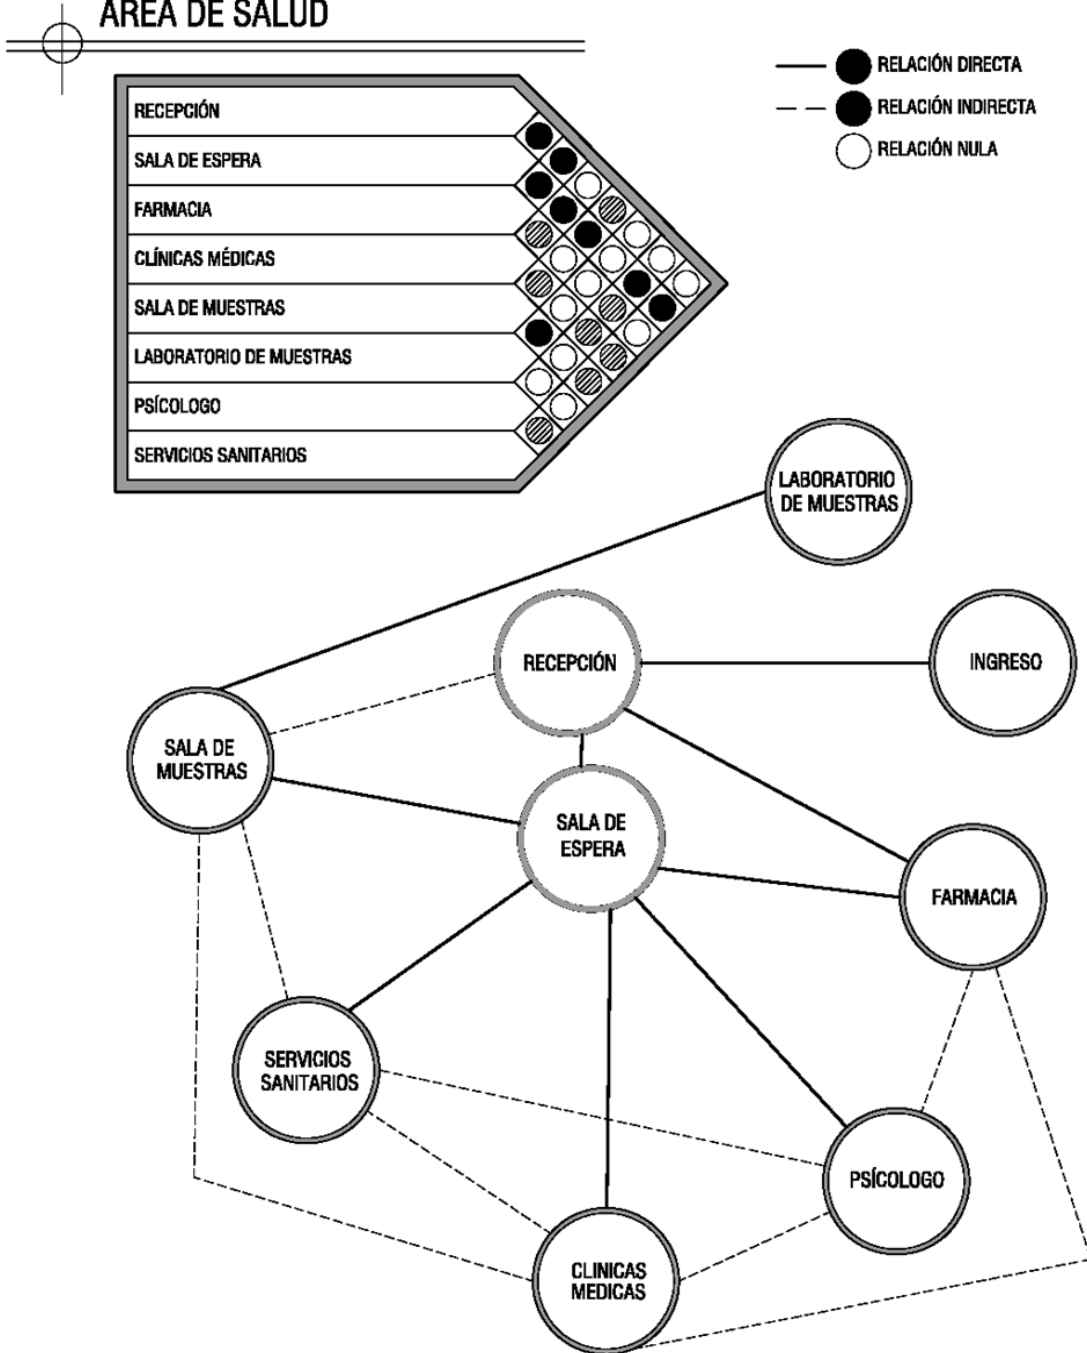 ÁREA DE SALUD
RELACIÓN DIRECTA
RELACIÓN INDIRECTA
RELACIÓN NULA
RECEPCIÓN
SALA DE ESPERA
FARMACIA
CLÍNICAS MÉDICAS
SALA DE MUESTRAS
LABORATORIO DE MUESTRAS
PSÍCOLOGO
SERVICIOS SANITARIOS
LABORATORIO
DE MUESTRAS
RECEPCIÓN
INGRESO
SALA DE
MUESTRAS
SALA DE
ESPERA
FARMACIA
SERVICIOS
SANITARIOS
PSÍCOLOGO
CLINICAS
MEDICAS